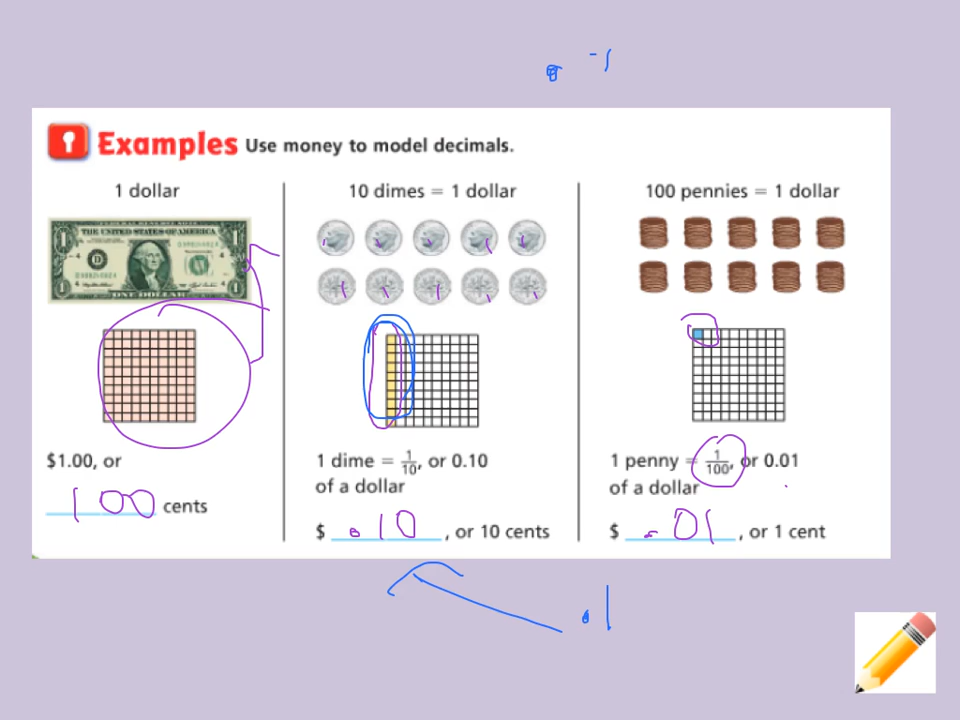 Examples Use money to model decimals.
1 dollar
$1.00, or
100 cents
10 dimes = 1 dollar
1 dime = 1/10, or 0.10
of a dollar
$ .10, or 10 cents
100 pennies = 1 dollar
1 penny = 1/100, or 0.01
of a dollar
$ .01, or 1 cent
.1